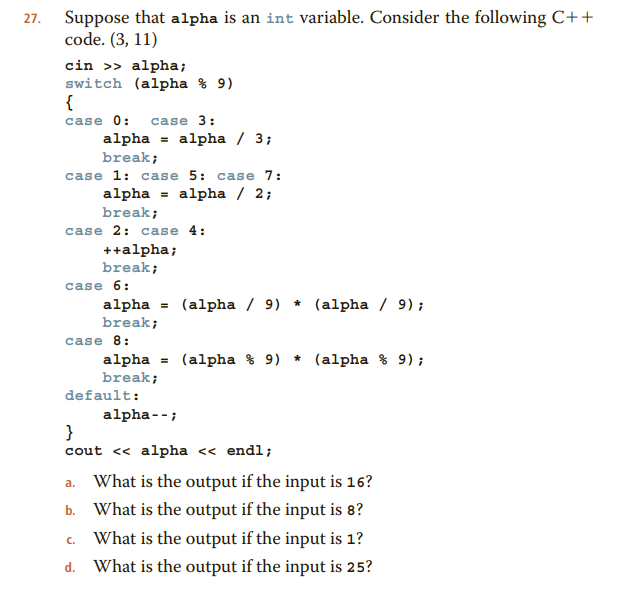 27. Suppose that alpha is an int variable. Consider the following C++
code. (3, 11)
cin >> alpha;
switch (alpha % 9)
{
case 0: case 3:
alpha = alpha / 3;
break;
case 1: case 5: case 7:
alpha = alpha / 2;
break;
case 2: case 4:
++alpha;
break;
case 6:
alpha = (alpha / 9) * (alpha / 9);
break;
case 8:
alpha = (alpha % 9) * (alpha % 9);
break;
default:
alpha--;
}
cout << alpha << endl;
a. What is the output if the input is 16?
b. What is the output if the input is 8?
c. What is the output if the input is 1?
d. What is the output if the input is 25?